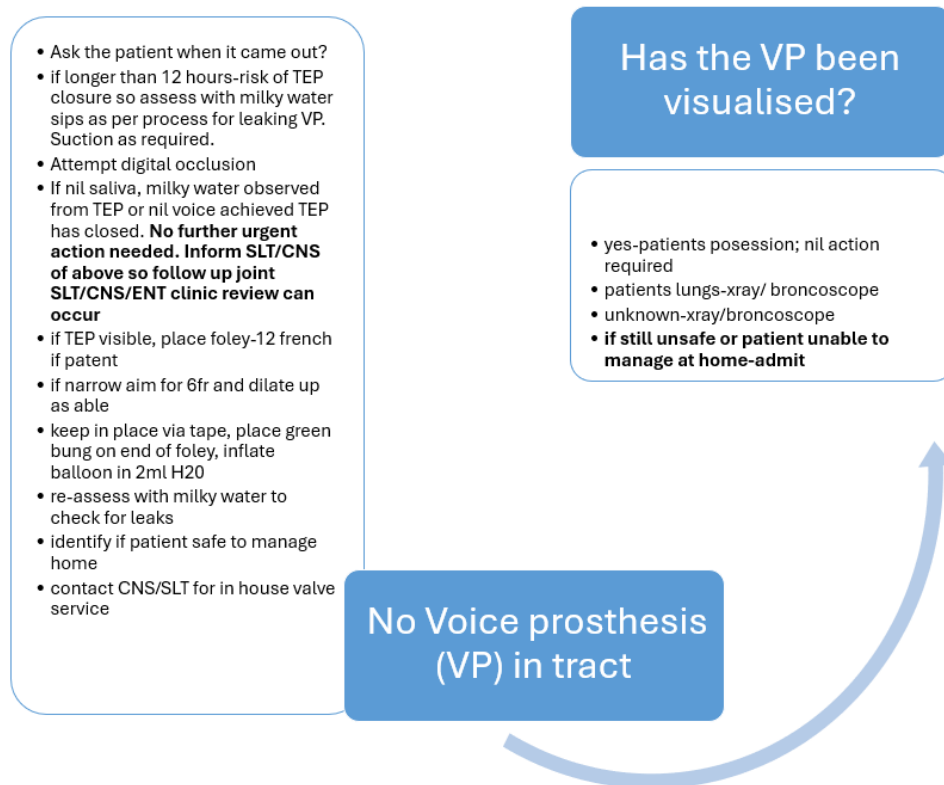 • Ask the patient when it came out?
• if longer than 12 hours-risk of TEP
closure so assess with milky water
sips as per process for leaking VP.
Suction as required.
• Attempt digital occlusion
• If nil saliva, milky water observed
from TEP or nil voice achieved TEP
has closed. No further urgent
action needed. Inform SLT/CNS
of above so follow up joint
SLT/CNS/ENT clinic review can
occur
• if TEP visible, place foley-12 french
if patent
• if narrow aim for 6fr and dilate up
as able
• keep in place via tape, place green
bung on end of foley, inflate
balloon in 2ml H20
• re-assess with milky water to
check for leaks
• identify if patient safe to manage
home
• contact CNS/SLT for in house valve
service
No Voice prosthesis
(VP) in tract
Has the VP been
visualised?
• yes-patients posession; nil action
required
• patients lungs-xray/ broncoscope
• unknown-xray/broncoscope
• if still unsafe or patient unable to
manage at home-admit